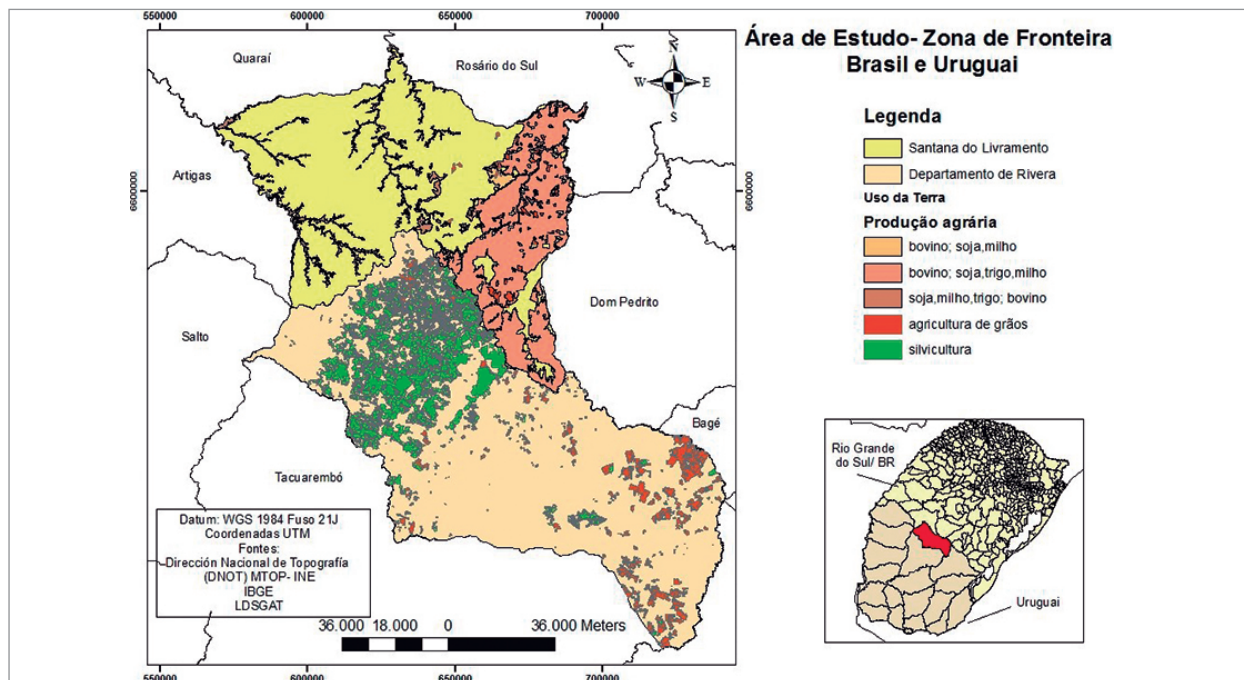 Área de Estudo- Zona de Fronteira
Brasil e Uruguai
550000
600000
650000
700000
Quaraí
Rosário do Sul
N
W
E
S
Artigas
6600000
6600000
Salto
Dom Pedrito
Bagé
Tacuarembó
Legenda
Santana do Livramento
Departamento de Rivera
Uso da Terra
Produção agrária
bovino; soja,milho
bovino; soja,trigo,milho
soja,milho,trigo; bovino
agricultura de grãos
silvicultura
Rio Grande
do Sul/ BR
Uruguai
Datum: WGS 1984 Fuso 21J
Coordenadas UTM
Fontes:
Dirección Nacional de Topografía
(DNOT) MTOP- INE
IBGE
LDSGAT
36.000 18.000 0 36.000 Meters
550000
600000
650000
700000